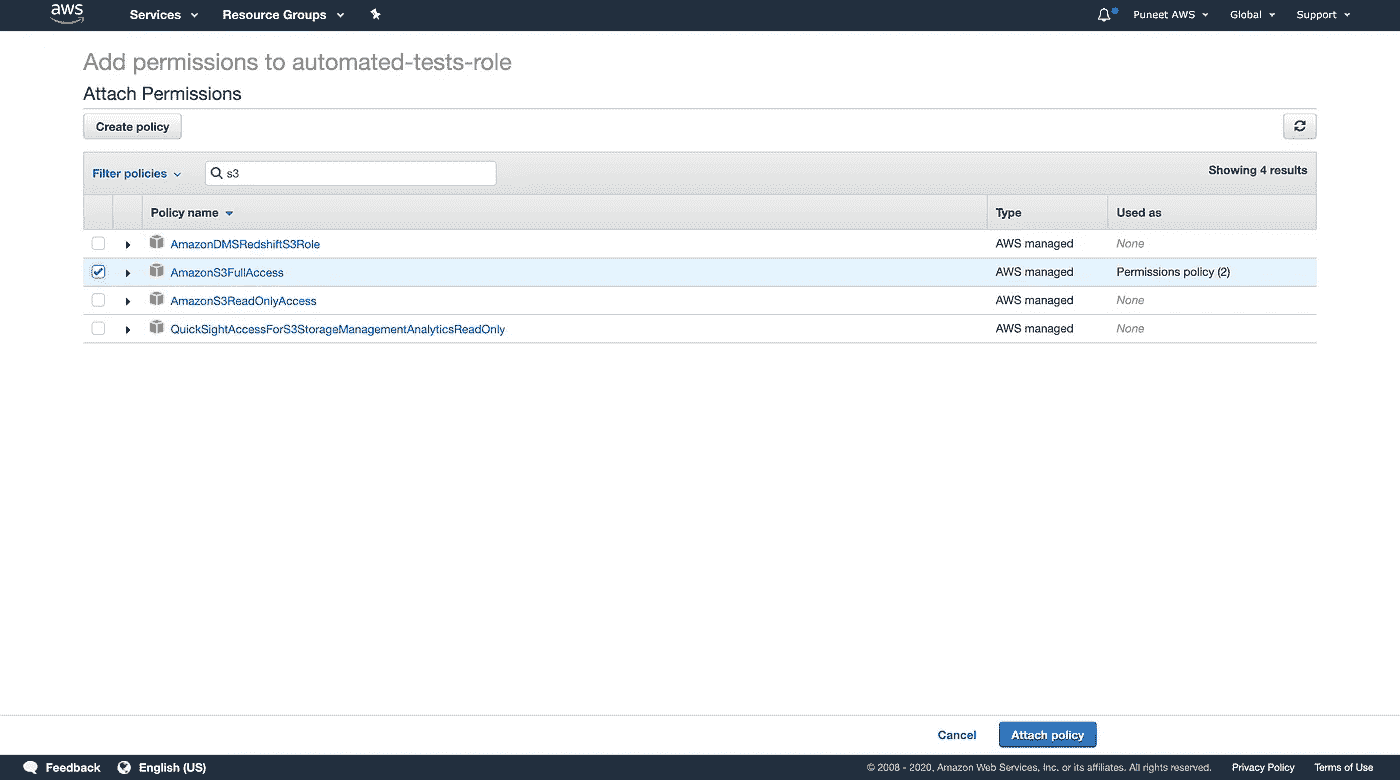 aws Services Resource Groups Puneet AWS Global Support
Add permissions to automated-tests-role
Attach Permissions
Create policy
Filter policies s3 Showing 4 results
Policy name Type Used as
AmazonDMSRedshiftS3Role AWS managed None
AmazonS3FullAccess AWS managed Permissions policy (2)
AmazonS3ReadOnlyAccess AWS managed None
QuickSightAccessForS3StorageManagementAnalyticsReadOnly AWS managed None
Cancel Attach policy
Feedback English (US) © 2008 - 2020, Amazon Web Services, Inc. or its affiliates. All rights reserved. Privacy Policy Terms of Use